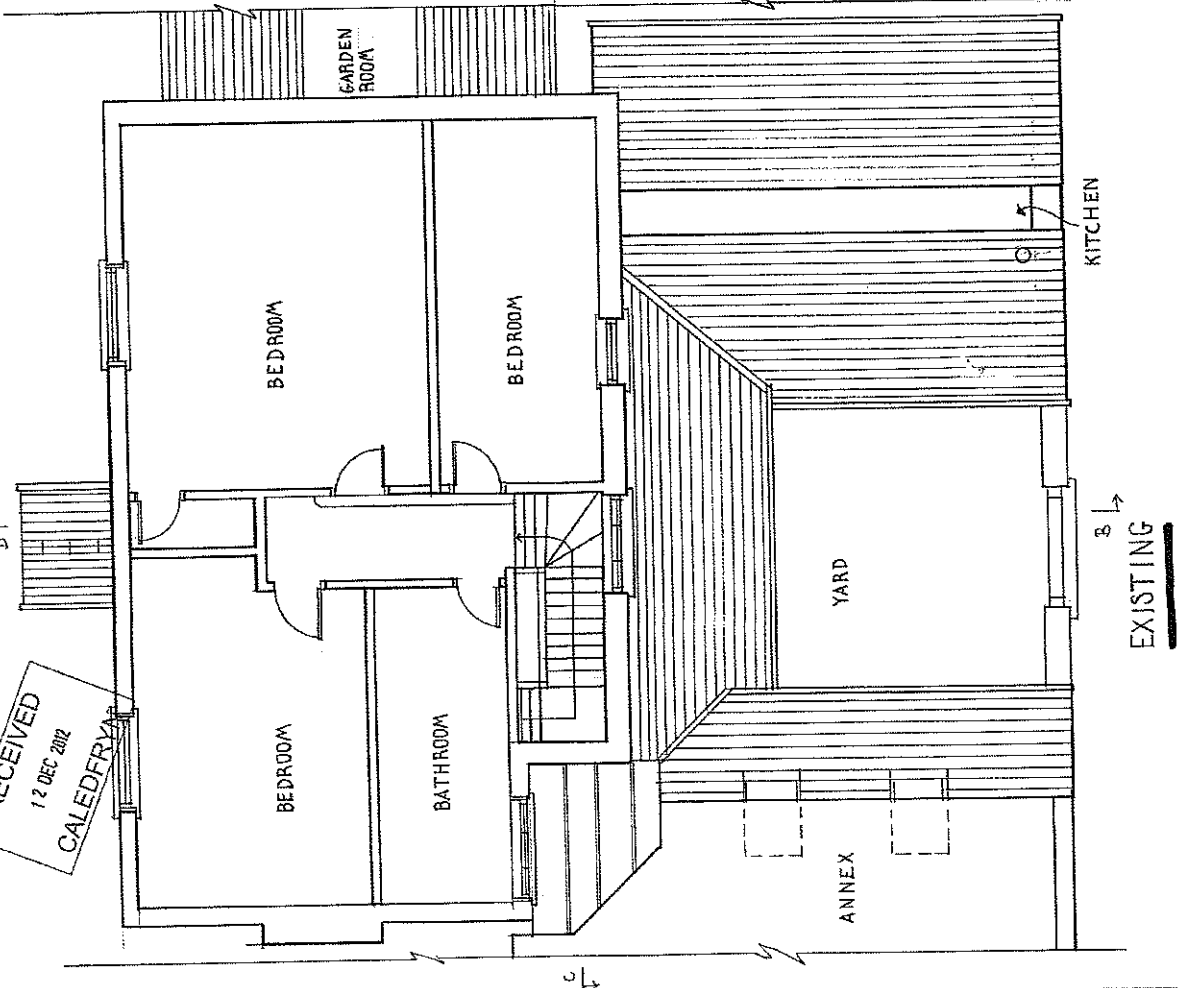 GARDEN
ROOM
BEDROOM
BEDROOM
KITCHEN
B
RECEIVED
12 DEC 2012
CALEDFRYN
BEDROOM
BATHROOM
YARD
B
EXISTING
ANNEX
C